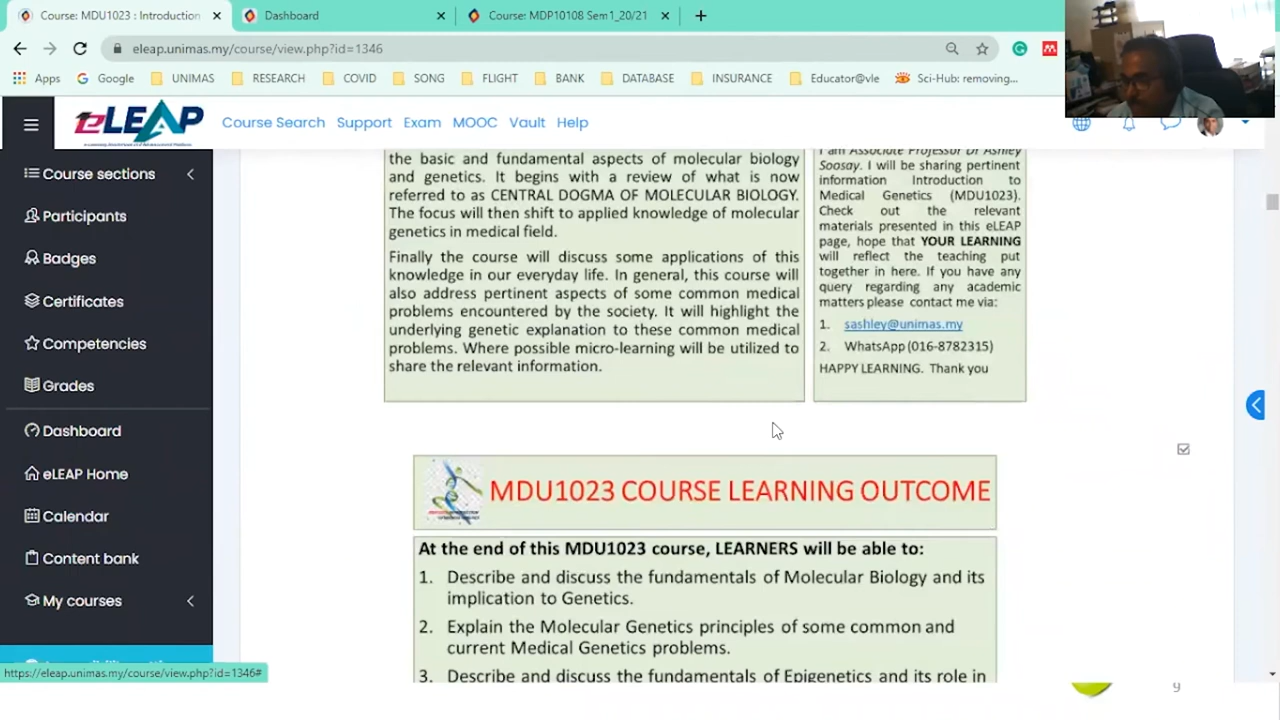 Course: MDU1023 : Introduction
Dashboard
Course: MDP10108 Sem1_20/21
eleap.unimas.my/course/view.php?id=1346
Apps
Google
UNIMAS
RESEARCH
COVID
SONG
FLIGHT
BANK
DATABASE
INSURANCE
Educator@vle
Sci-Hub: removing...
eLEAP
Course Search
Support
Exam
MOOC
Vault
Help
Course sections
Participants
Badges
Certificates
Competencies
Grades
Dashboard
eLEAP Home
Calendar
Content bank
My courses
https://eleap.unimas.my/course/view.php?id=1346#
the basic and fundamental aspects of molecular biology
and genetics. It begins with a review of what is now
referred to as CENTRAL DOGMA OF MOLECULAR BIOLOGY.
The focus will then shift to applied knowledge of molecular
genetics in medical field.
Finally the course will discuss some applications of this
knowledge in our everyday life. In general, this course will
also address pertinent aspects of some common medical
problems encountered by the society. It will highlight the
underlying genetic explanation to these common medical
problems. Where possible micro-learning will be utilized to
share the relevant information.
I am Associate Professor Dr Ashley
Soosay. I will be sharing pertinent
information Introduction to
Medical Genetics (MDU1023).
Check out the relevant
materials presented in this eLEAP
page, hope that YOUR LEARNING
will reflect the teaching put
together in here. If you have any
query regarding any academic
matters please contact me via:
1. sashley@unimas.my
2. WhatsApp (016-8782315)
HAPPY LEARNING. Thank you
MDU1023 COURSE LEARNING OUTCOME
At the end of this MDU1023 course, LEARNERS will be able to:
1. Describe and discuss the fundamentals of Molecular Biology and its
implication to Genetics.
2. Explain the Molecular Genetics principles of some common and
current Medical Genetics problems.
3. Describe and discuss the fundamentals of Epigenetics and its role in
9